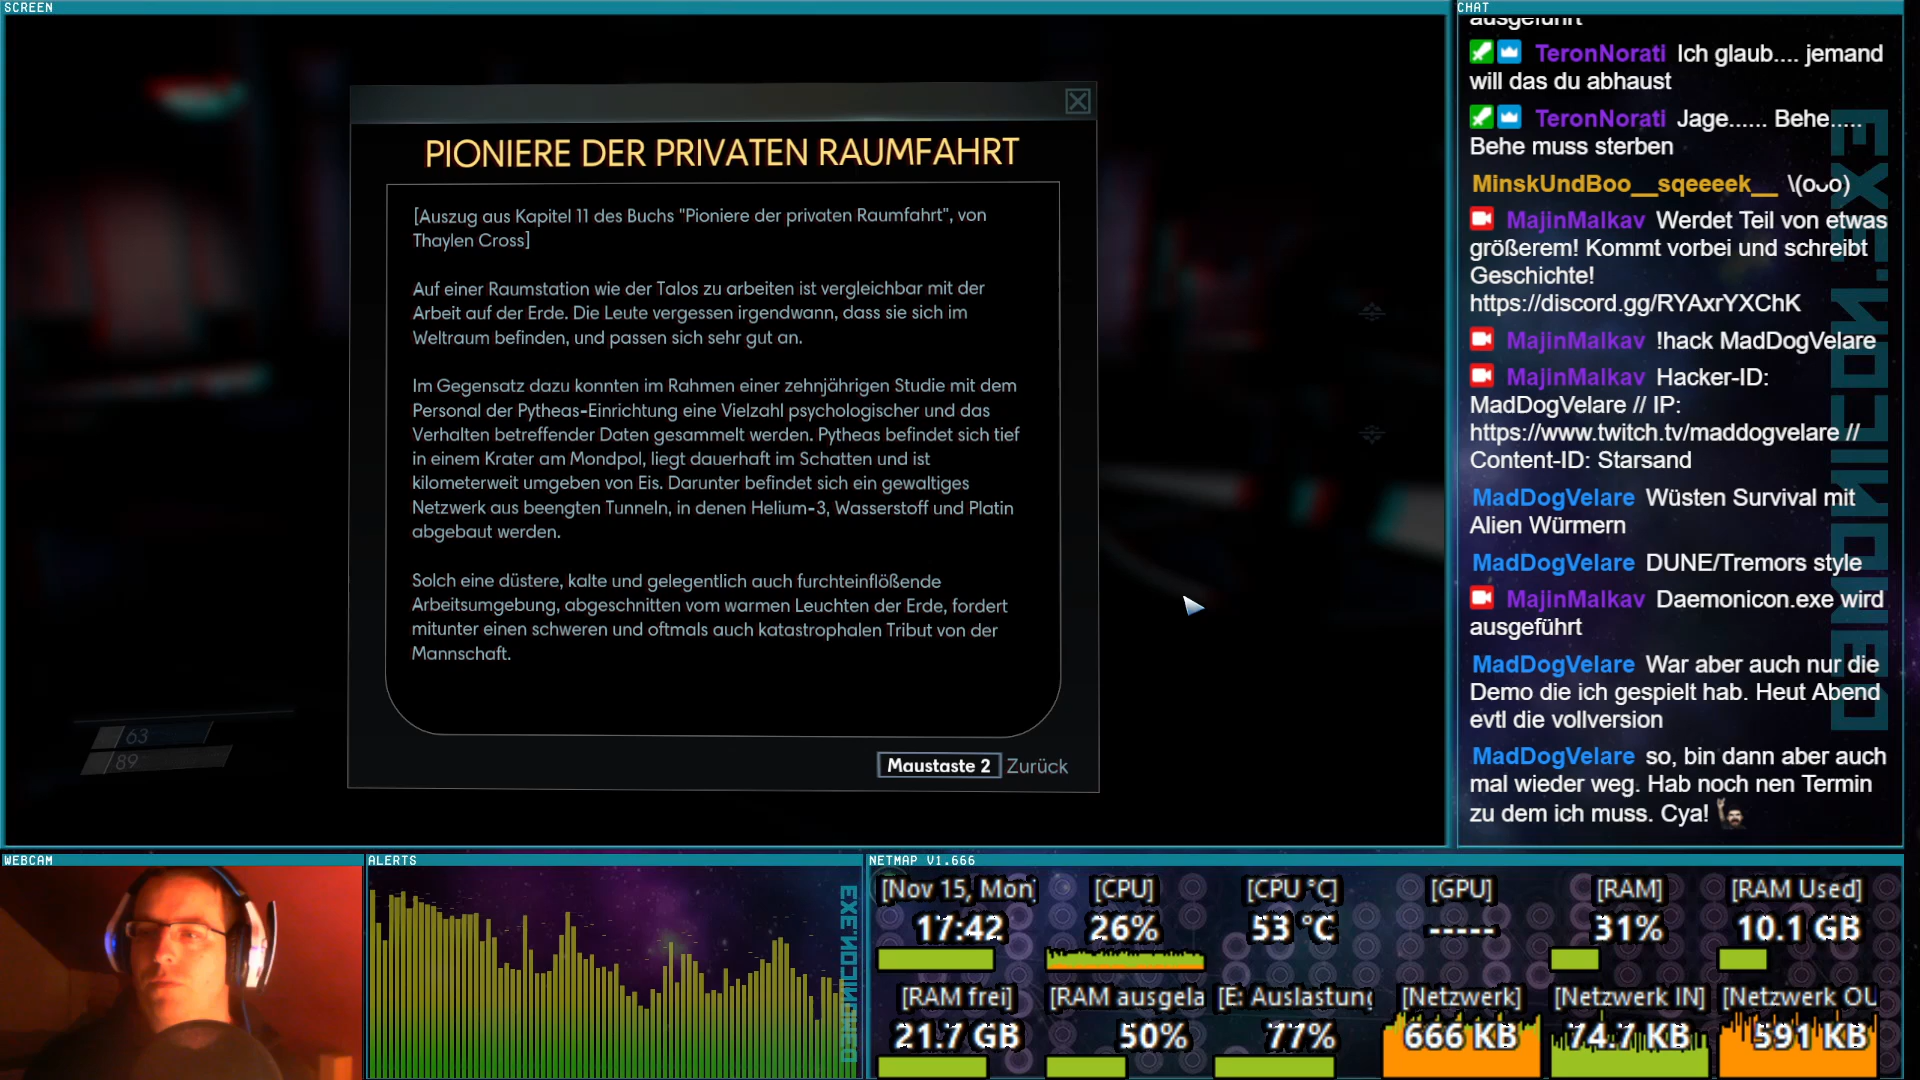 SCREEN
PIONIERE DER PRIVATEN RAUMFAHRT
[Auszug aus Kapitel 11 des Buchs "Pioniere der privaten Raumfahrt", von
Thaylen Cross]
Auf einer Raumstation wie der Talos zu arbeiten ist vergleichbar mit der
Arbeit auf der Erde. Die Leute vergessen irgendwann, dass sie sich im
Weltraum befinden, und passen sich sehr gut an.
Im Gegensatz dazu konnten im Rahmen einer zehnjährigen Studie mit dem
Personal der Pytheas-Einrichtung eine Vielzahl psychologischer und das
Verhalten betreffender Daten gesammelt werden. Pytheas befindet sich tief
in einem Krater am Mondpol, liegt dauerhaft im Schatten und ist
kilometerweit umgeben von Eis. Darunter befindet sich ein gewaltiges
Netzwerk aus beengten Tunneln, in denen Helium-3, Wasserstoff und Platin
abgebaut werden.
Solch eine düstere, kalte und gelegentlich auch furchteinflößende
Arbeitsumgebung, abgeschnitten vom warmen Leuchten der Erde, fordert
mitunter einen schweren und oftmals auch katastrophalen Tribut von der
Mannschaft.
Maustaste 2 Zurück
63
89
CHAT
ausgeführt
TeronNorati Ich glaub.... jemand
will das du abhaust
TeronNorati Jage...... Behe.....
Behe muss sterben
MinskUndBoo__sqeeeek__ \(oᴗo)
MajinMalkav Werdet Teil von etwas
größerem! Kommt vorbei und schreibt
Geschichte!
https://discord.gg/RYAxrYXChK
MajinMalkav !hack MadDogVelare
MajinMalkav Hacker-ID:
MadDogVelare // IP:
https://www.twitch.tv/maddogvelare //
Content-ID: Starsand
MadDogVelare Wüsten Survival mit
Alien Würmern
MadDogVelare DUNE/Tremors style
MajinMalkav Daemonicon.exe wird
ausgeführt
MadDogVelare War aber auch nur die
Demo die ich gespielt hab. Heut Abend
evtl die vollversion
MadDogVelare so, bin dann aber auch
mal wieder weg. Hab noch nen Termin
zu dem ich muss. Cya!
WEBCAM
ALERTS
NETMAP V1.666
[Nov 15, Mon] [CPU] [CPU °C] [GPU] [RAM] [RAM Used]
17:42 26% 53 °C ----- 31% 10.1 GB
[RAM frei] [RAM ausgela [E: Auslastung [Netzwerk] [Netzwerk IN] [Netzwerk OU
21.7 GB 50% 77% 666 KB 74.7 KB 591 KB